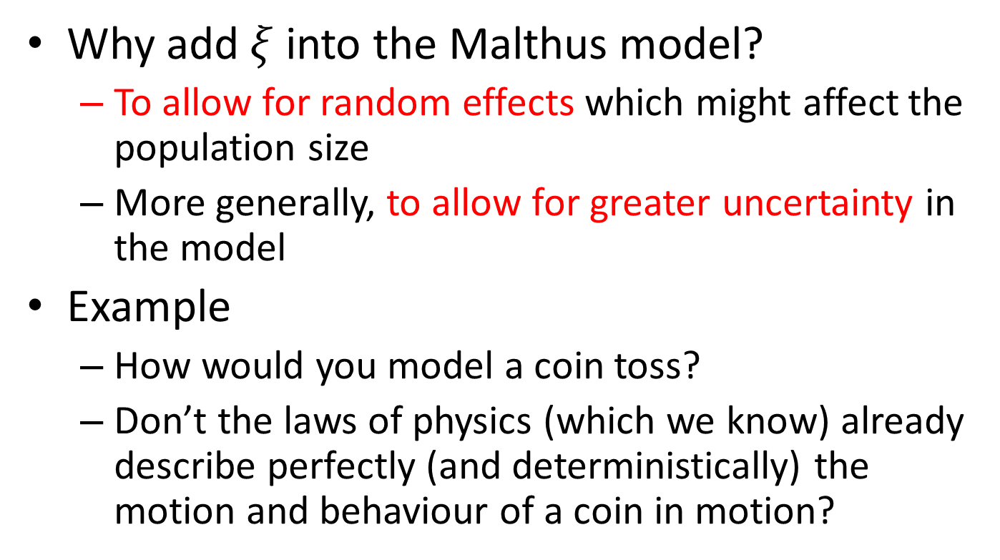 • Why add ξ into the Malthus model?
– To allow for random effects which might affect the
population size
– More generally, to allow for greater uncertainty in
the model
• Example
– How would you model a coin toss?
– Don’t the laws of physics (which we know) already
describe perfectly (and deterministically) the
motion and behaviour of a coin in motion?